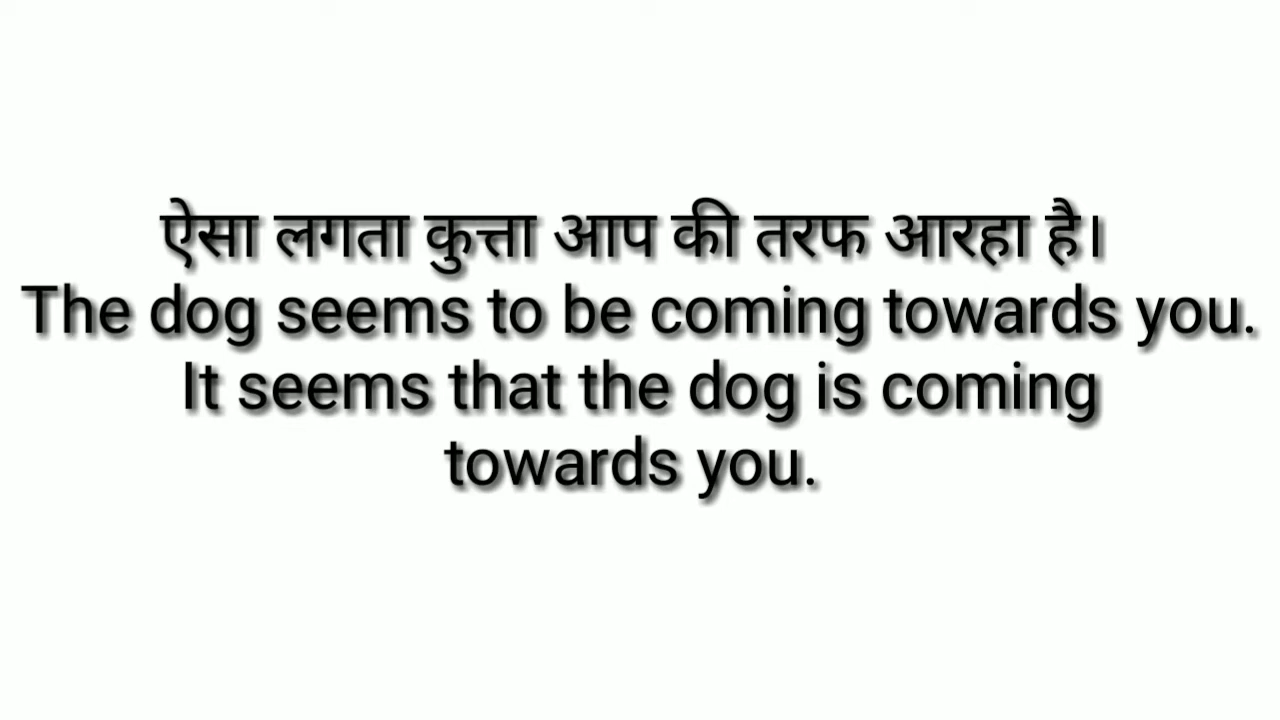 ऐसा लगता कुत्ता आप की तरफ आरहा है।
The dog seems to be coming towards you.
It seems that the dog is coming
towards you.